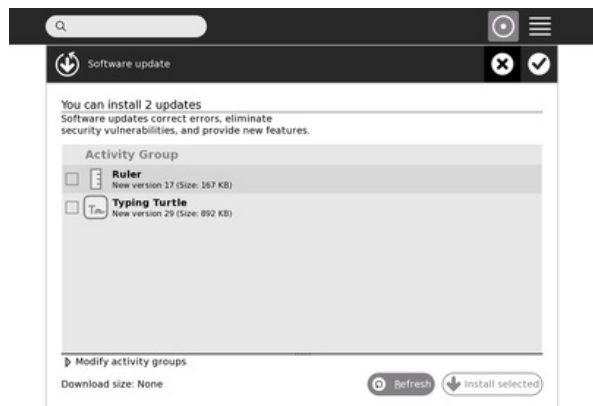 Software update
You can install 2 updates
Software updates correct errors, eliminate
security vulnerabilities, and provide new features.
Activity Group
Ruler
New version 17 (Size: 167 KB)
Typing Turtle
New version 29 (Size: 892 KB)
Modify activity groups
Download size: None
Refresh
Install selected